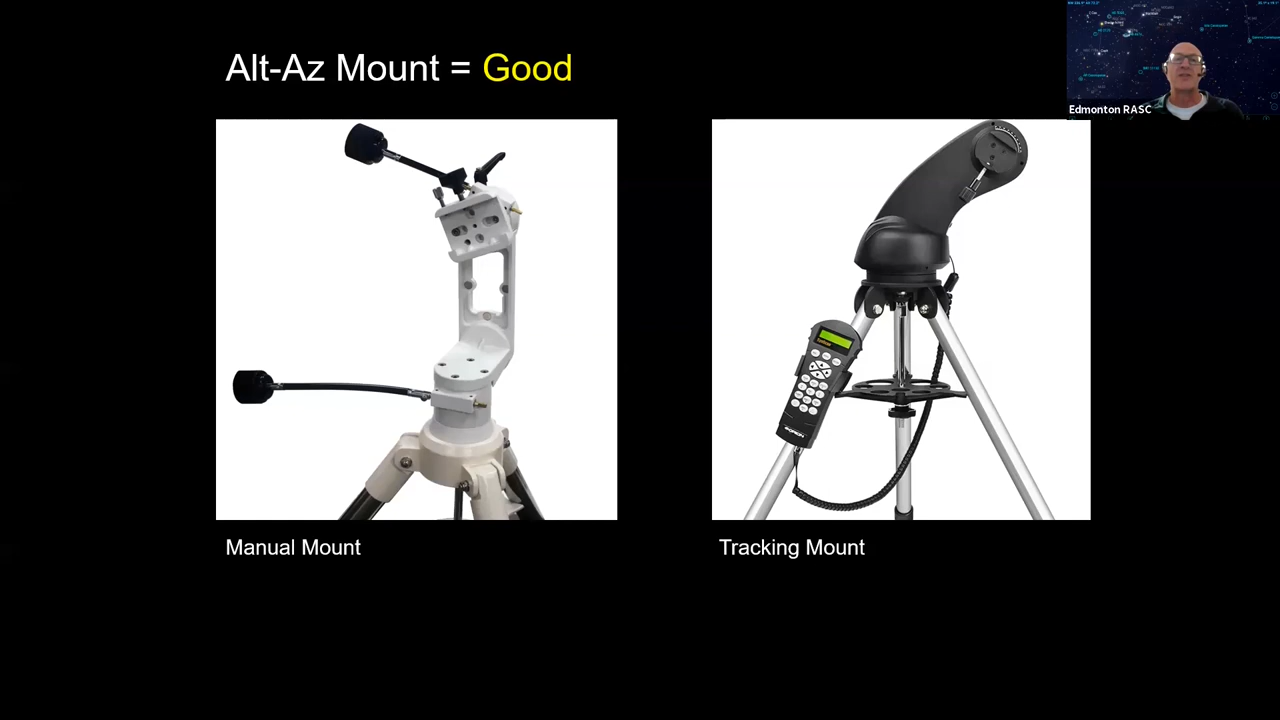 Alt-Az Mount = Good
Edmonton RASC
Manual Mount
Tracking Mount